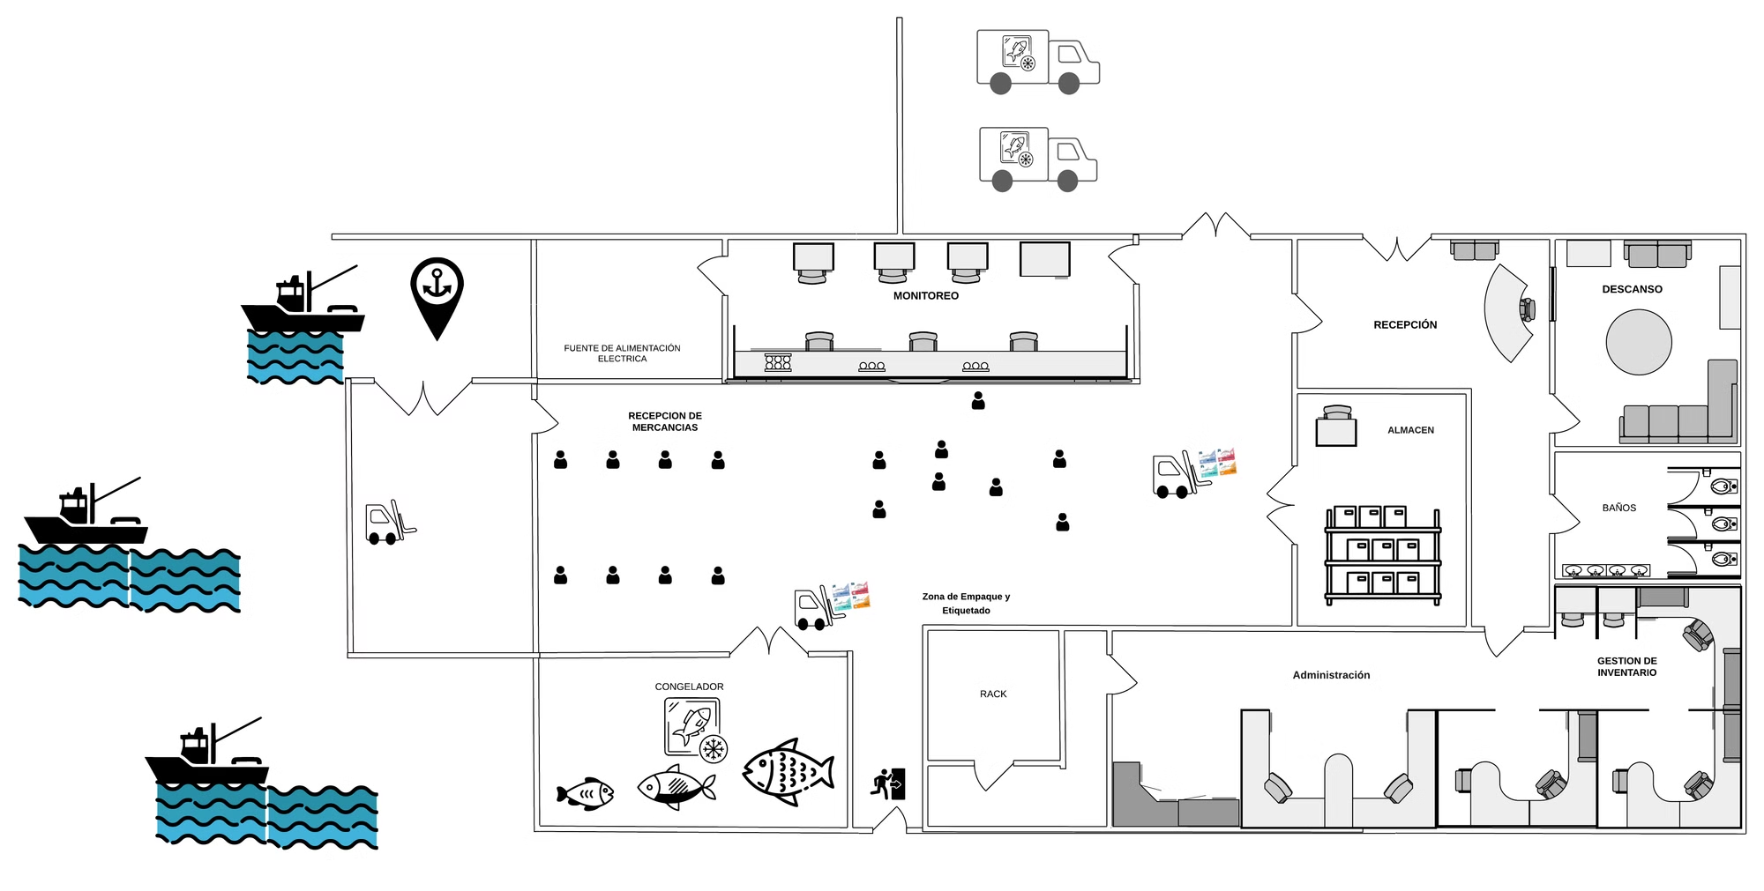 MONITOREO
DESCANSO
RECEPCIÓN
FUENTE DE ALIMENTACIÓN
ELECTRICA
RECEPCION DE
MERCANCIAS
ALMACEN
BAÑOS
Zona de Empaque y
Etiquetado
GESTION DE
INVENTARIO
Administración
CONGELADOR
RACK